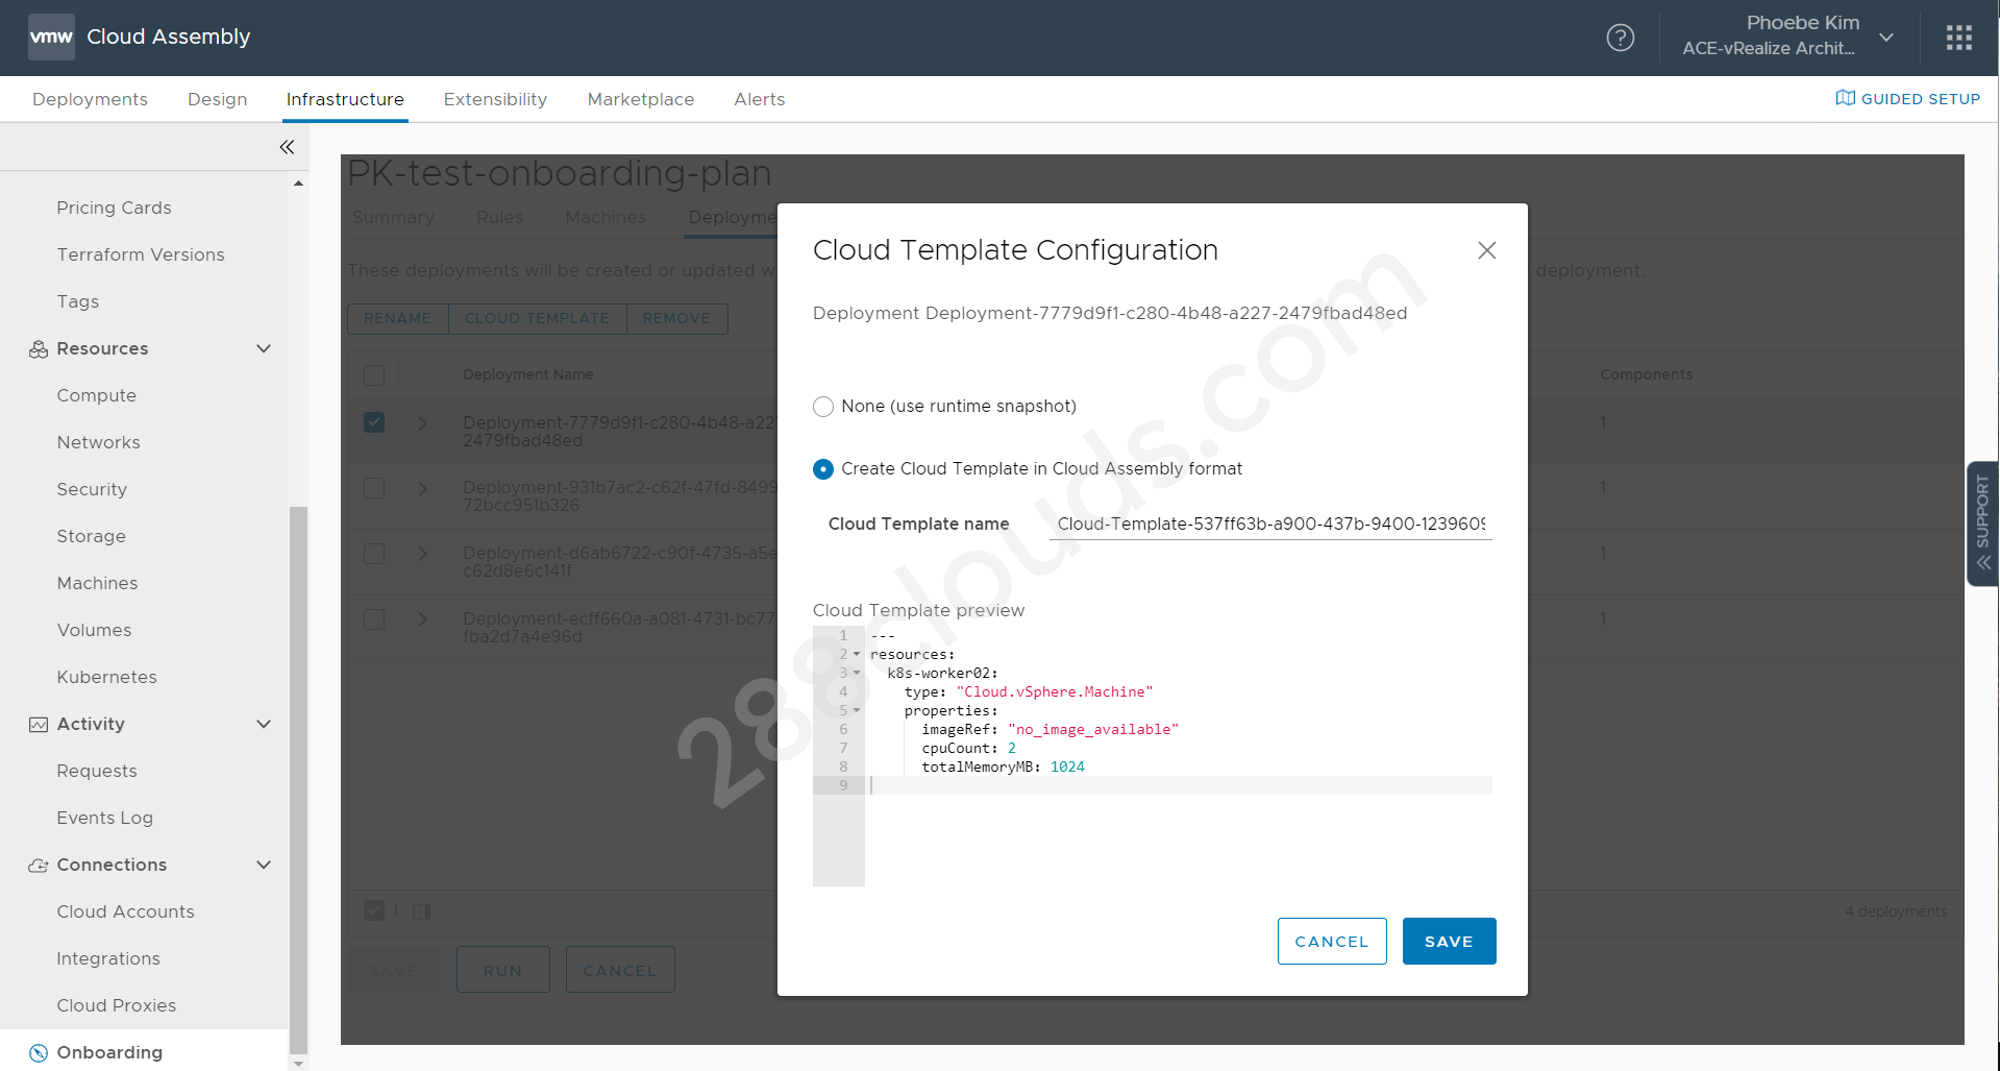 vmw Cloud Assembly
Phoebe Kim
ACE-vRealize Archit...
Deployments Design Infrastructure Extensibility Marketplace Alerts
GUIDED SETUP
Pricing Cards
Terraform Versions
Tags
Resources
Compute
Networks
Security
Storage
Machines
Volumes
Kubernetes
Activity
Requests
Events Log
Connections
Cloud Accounts
Integrations
Cloud Proxies
Onboarding
PK-test-onboarding-plan
Summary Rules Machines Deployme
These deployments will be created or updated w
deployment.
RENAME CLOUD TEMPLATE REMOVE
Deployment Name Components
Deployment-7779d9f1-c280-4b48-a227 1
2479fbad48ed
Deployment-931b7ac2-c62f-47fd-8499 1
72bcc951b326
Deployment-d6ab6722-c90f-4735-a5e 1
c62d8e6c141f
Deployment-ecff660a-a081-4731-bc77 1
fba2d7a4e96d
1
4 deployments
SAVE RUN CANCEL
Cloud Template Configuration
Deployment Deployment-7779d9f1-c280-4b48-a227-2479fbad48ed
None (use runtime snapshot)
Create Cloud Template in Cloud Assembly format
Cloud Template name Cloud-Template-537ff63b-a900-437b-9400-1239609
Cloud Template preview
1 ---
2 resources:
3 k8s-worker02:
4 type: "Cloud.vSphere.Machine"
5 properties:
6 imageRef: "no_image_available"
7 cpuCount: 2
8 totalMemoryMB: 1024
9
CANCEL SAVE
SUPPORT
288clouds.com